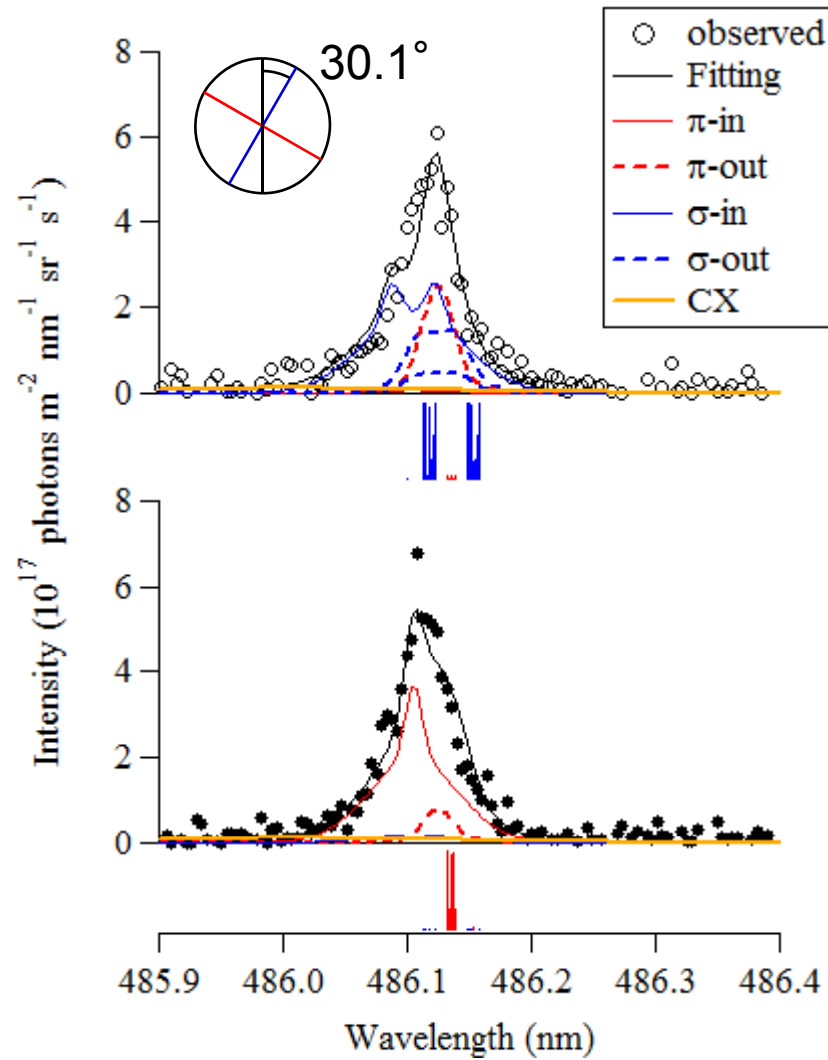 30.1°
observed
Fitting
π-in
π-out
σ-in
σ-out
CX
8
6
4
2
0
8
6
4
2
0
Intensity (10¹⁷ photons m⁻² nm⁻¹ sr⁻¹ s⁻¹)
485.9 486.0 486.1 486.2 486.3 486.4
Wavelength (nm)